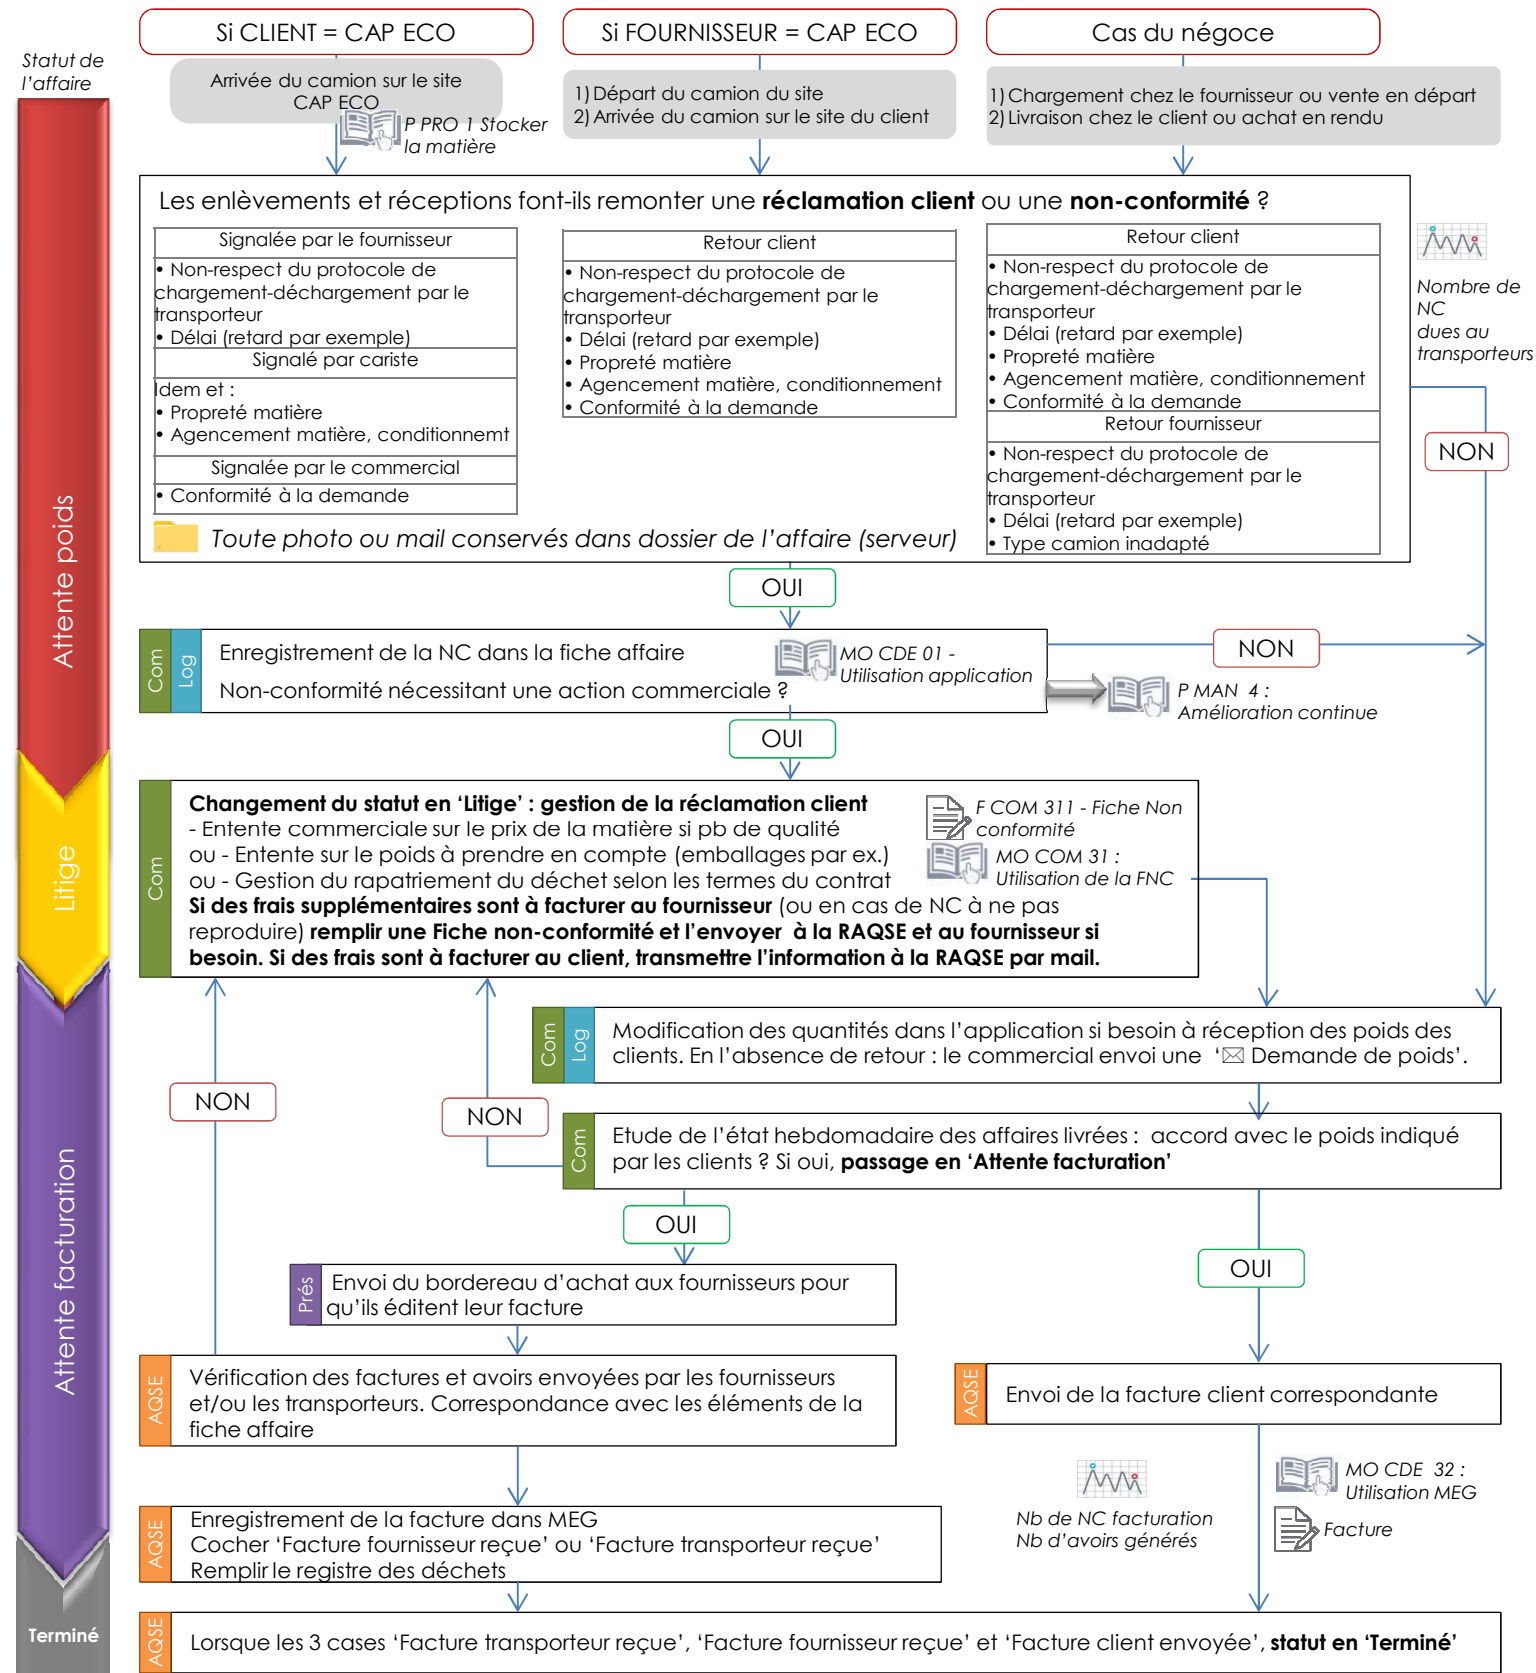 Statut de
l'affaire
Si CLIENT = CAP ECO
Si FOURNISSEUR = CAP ECO
Cas du négoce
Arrivée du camion sur le site
CAP ECO
P PRO 1 Stocker
la matière
1) Départ du camion du site
2) Arrivée du camion sur le site du client
1) Chargement chez le fournisseur ou vente en départ
2) Livraison chez le client ou achat en rendu
Les enlèvements et réceptions font-ils remonter une réclamation client ou une non-conformité ?
Signalée par le fournisseur
• Non-respect du protocole de
chargement-déchargement par le
transporteur
• Délai (retard par exemple)
Signalé par cariste
Idem et :
• Propreté matière
• Agencement matière, conditionnemt
Signalée par le commercial
• Conformité à la demande
Retour client
• Non-respect du protocole de
chargement-déchargement par le
transporteur
• Délai (retard par exemple)
• Propreté matière
• Agencement matière, conditionnement
• Conformité à la demande
Retour client
• Non-respect du protocole de
chargement-déchargement par le
transporteur
• Délai (retard par exemple)
• Propreté matière
• Agencement matière, conditionnement
• Conformité à la demande
Retour fournisseur
• Non-respect du protocole de
chargement-déchargement par le
transporteur
• Délai (retard par exemple)
• Type camion inadapté
Toute photo ou mail conservés dans dossier de l'affaire (serveur)
Nombre de
NC
dues au
transporteurs
NON
Attente poids
OUI
Com
Log
Enregistrement de la NC dans la fiche affaire
Non-conformité nécessitant une action commerciale ?
MO CDE 01 -
Utilisation application
NON
P MAN 4 :
Amélioration continue
OUI
Litige
Com
Changement du statut en 'Litige' : gestion de la réclamation client
- Entente commerciale sur le prix de la matière si pb de qualité
ou - Entente sur le poids à prendre en compte (emballages par ex.)
ou - Gestion du rapatriement du déchet selon les termes du contrat
Si des frais supplémentaires sont à facturer au fournisseur (ou en cas de NC à ne pas
reproduire) remplir une Fiche non-conformité et l'envoyer à la RAQSE et au fournisseur si
besoin. Si des frais sont à facturer au client, transmettre l'information à la RAQSE par mail.
F COM 311 - Fiche Non
conformité
MO COM 31 :
Utilisation de la FNC
Com
Log
Modification des quantités dans l'application si besoin à réception des poids des
clients. En l'absence de retour : le commercial envoi une '✉ Demande de poids'.
NON
NON
Com
Etude de l'état hebdomadaire des affaires livrées : accord avec le poids indiqué
par les clients ? Si oui, passage en 'Attente facturation'
Attente facturation
OUI
OUI
Prés
Envoi du bordereau d'achat aux fournisseurs pour
qu'ils éditent leur facture
AQSE
Vérification des factures et avoirs envoyées par les fournisseurs
et/ou les transporteurs. Correspondance avec les éléments de la
fiche affaire
AQSE
Envoi de la facture client correspondante
Nb de NC facturation
Nb d'avoirs générés
MO CDE 32 :
Utilisation MEG
Facture
AQSE
Enregistrement de la facture dans MEG
Cocher 'Facture fournisseur reçue' ou 'Facture transporteur reçue'
Remplir le registre des déchets
Terminé
AQSE
Lorsque les 3 cases 'Facture transporteur reçue', 'Facture fournisseur reçue' et 'Facture client envoyée', statut en 'Terminé'